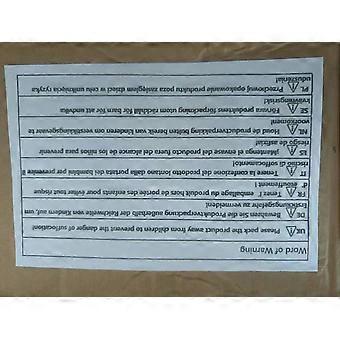 Word of Warning
UK Please pock product away from children to prevent the danger of suffocation!
DE Bewahren Sie die Produktverpackung außerhalb der Reichweite von Kindern auf, um
Erstickungsgefahr zu vermeiden!
FR Tenez l' emballage du produit hors de portée des enfants pour éviter tout risque
d' étouffement !
IT Tenere la confezione del prodotto lontano dalla portata dei bambini per prevenire il
rischio di soffocamento!
ES ¡Mantenga el envase del producto fuera del alcance de los niños para prevenir
riesgo de asfixia!
NL Houd de productverpakking buiten bereik van kinderen
voorkomen!
SE Förvara produktens förpackning utom räckhåll för barn för att undvika
kvävningsrisk!
PL Przechowuj opakowanie produktu poza zasięgiem dzieci w celu uniknięcia ryzyka
uduszenia!